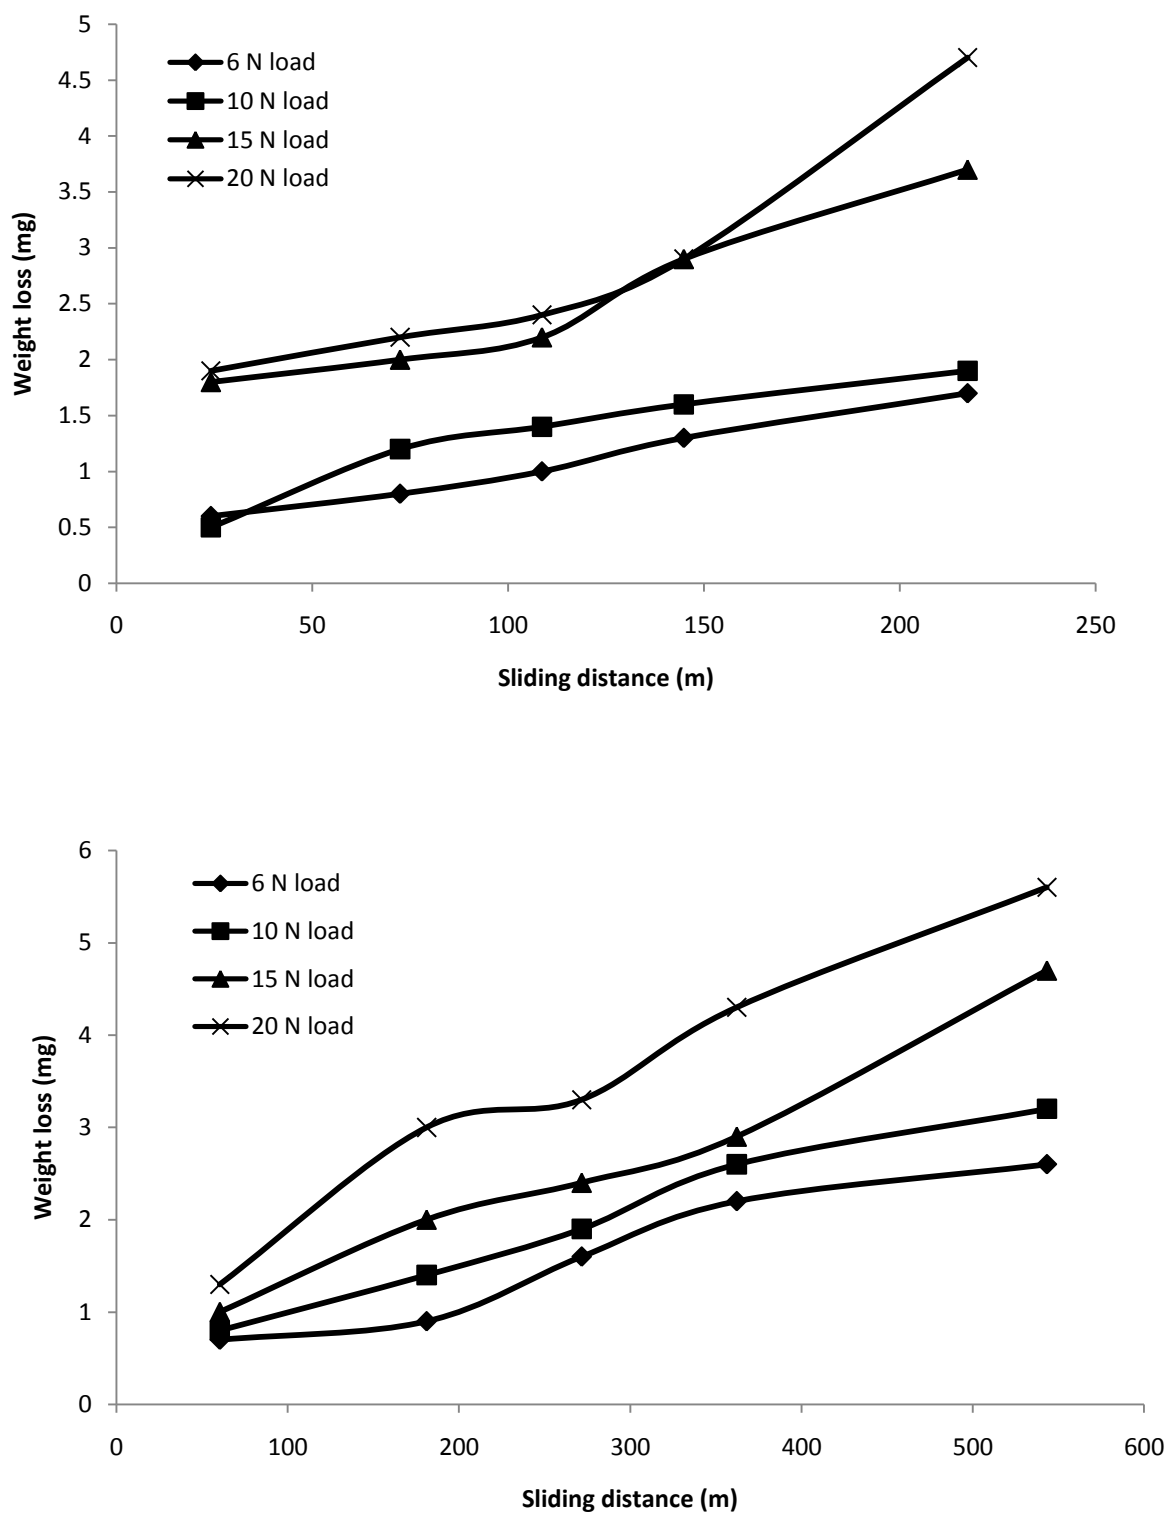 5
4.5
4
3.5
3
2.5
2
1.5
1
0.5
0
Weight loss (mg)
6 N load
10 N load
15 N load
20 N load
0 50 100 150 200 250
Sliding distance (m)
6
5
4
3
2
1
0
Weight loss (mg)
6 N load
10 N load
15 N load
20 N load
0 100 200 300 400 500 600
Sliding distance (m)